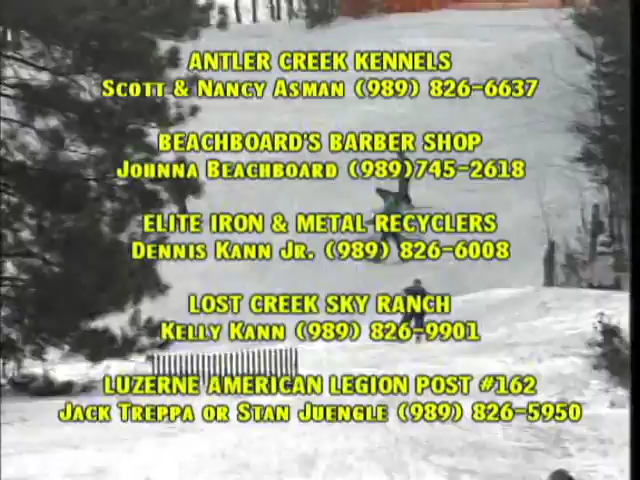 ANTLER CREEK KENNELS
SCOTT & NANCY ASMAN (989) 826-6637
BEACHBOARD'S BARBER SHOP
JOHNNA BEACHBOARD (989)745-2618
ELITE IRON & METAL RECYCLERS
DENNIS KANN JR. (989) 826-6008
LOST CREEK SKY RANCH
KELLY KANN (989) 826-9901
LUZERNE AMERICAN LEGION POST #162
JACK TREPPA OR STAN JUENGLE (989) 826-5950